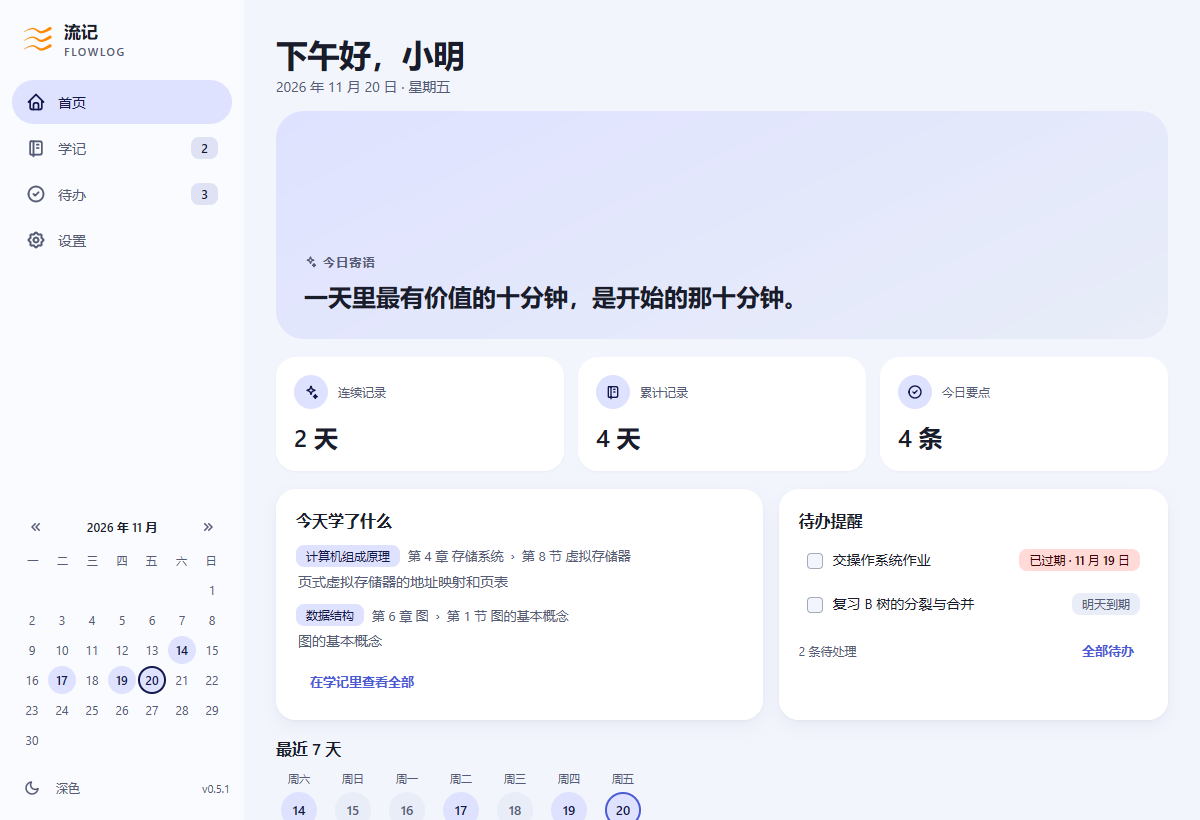 流记
FLOWLOG
首页
学记 2
待办 3
设置
« 2026 年 11 月 »
一 二 三 四 五 六 日
1
2 3 4 5 6 7 8
9 10 11 12 13 14 15
16 17 18 19 20 21 22
23 24 25 26 27 28 29
30
深色 v0.5.1
下午好，小明
2026 年 11 月 20 日 · 星期五
今日寄语
一天里最有价值的十分钟，是开始的那十分钟。
连续记录
2 天
累计记录
4 天
今日要点
4 条
今天学了什么
计算机组成原理 第 4 章 存储系统 › 第 8 节 虚拟存储器
页式虚拟存储器的地址映射和页表
数据结构 第 6 章 图 › 第 1 节 图的基本概念
图的基本概念
在学记里查看全部
待办提醒
交操作系统作业 已过期 · 11 月 19 日
复习 B 树的分裂与合并 明天到期
2 条待处理 全部待办
最近 7 天
周六 周日 周一 周二 周三 周四 周五
14 15 16 17 18 19 20